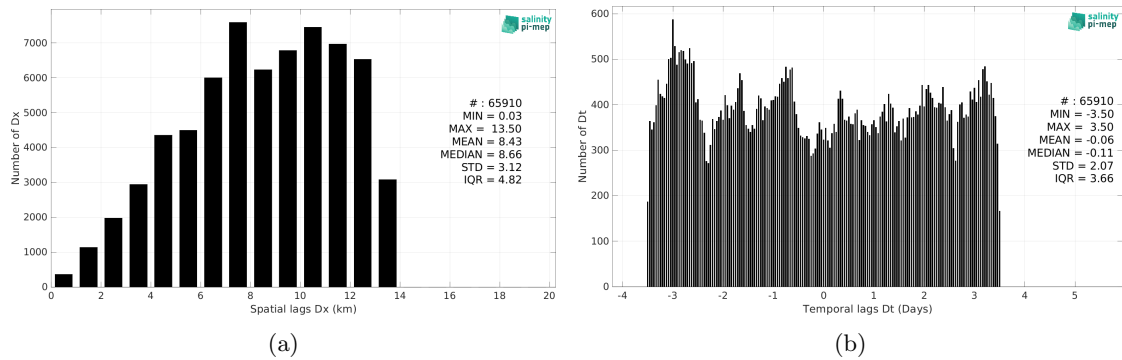 salinity
pi-mep
7000
6000
5000
4000
3000
2000
1000
0
Number of Dx
# : 65910
MIN = 0.03
MAX = 13.50
MEAN = 8.43
MEDIAN = 8.66
STD = 3.12
IQR = 4.82
0 2 4 6 8 10 12 14 16 18 20
Spatial lags Dx (km)
(a)
salinity
pi-mep
600
500
400
300
200
100
0
Number of Dt
# : 65910
MIN = -3.50
MAX = 3.50
MEAN = -0.06
MEDIAN = -0.11
STD = 2.07
IQR = 3.66
-4 -3 -2 -1 0 1 2 3 4 5
Temporal lags Dt (Days)
(b)